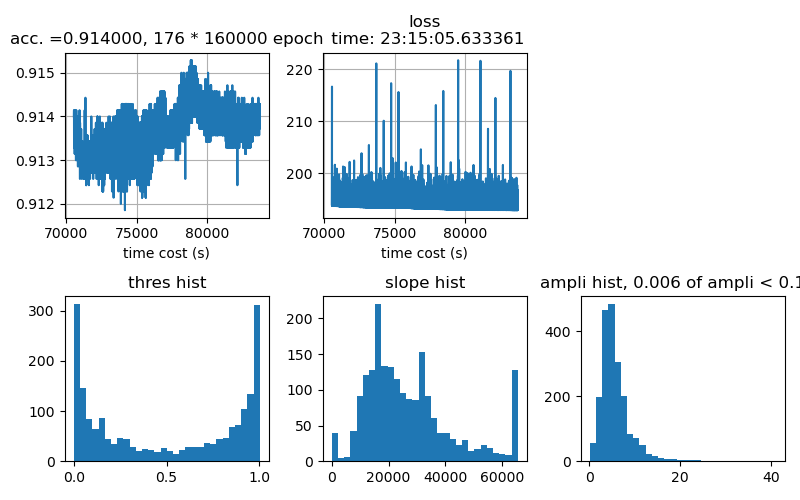 loss
acc. =0.914000, 176 * 160000 epoch time: 23:15:05.633361
0.915
0.914
0.913
0.912
70000 75000 80000
time cost (s)
220
210
200
70000 75000 80000
time cost (s)
thres hist
300
200
100
0
0.0 0.5 1.0
slope hist
200
150
100
50
0
0 20000 40000 60000
ampli hist, 0.006 of ampli < 0.1
400
200
0
0 20 40